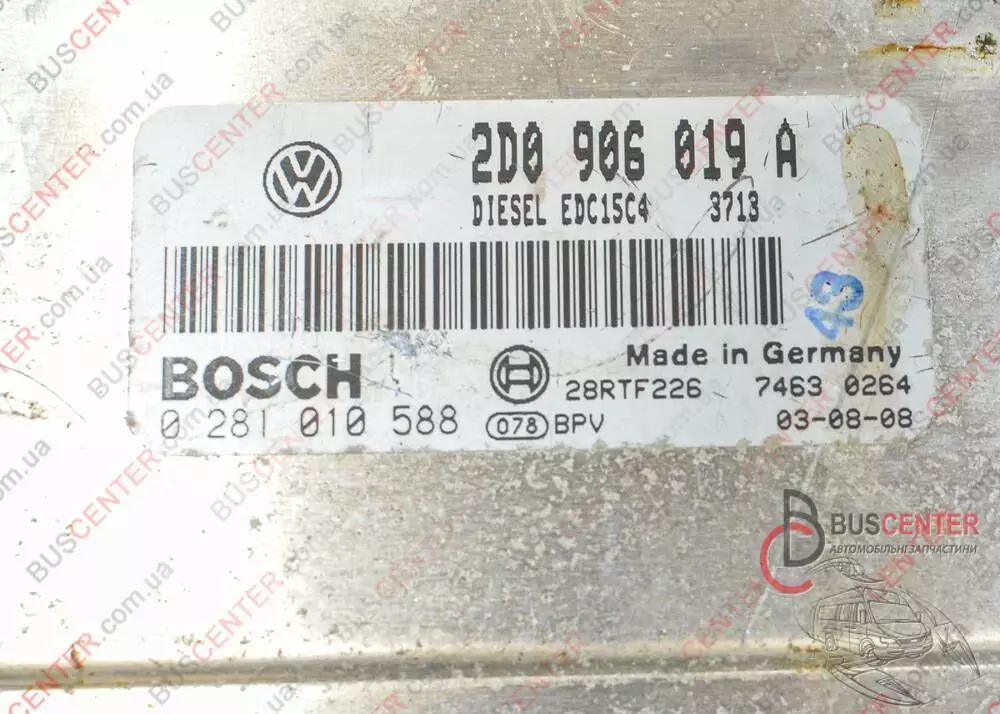 2D0 906 019 A
DIESEL EDC15C4 3713
43
BOSCH
Made in Germany
28RTF226 7463 0264
0 281 010 588 078 BPV 03-08-08
BUSCENTER
АВТОМОБІЛЬНІ ЗАПЧАСТИНИ
BUSCENTER.com.ua